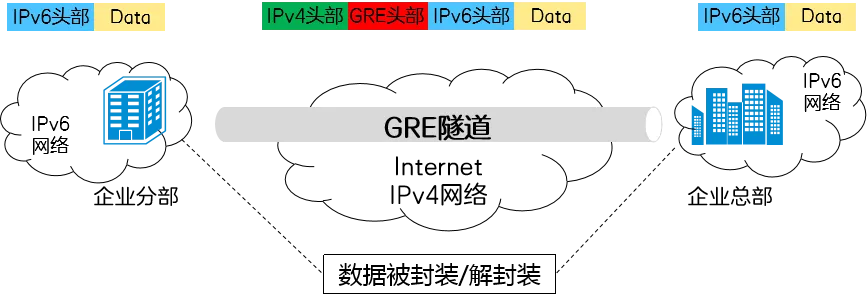 IPv6头部 Data
IPv4头部 GRE头部 IPv6头部 Data
IPv6头部 Data
IPv6
网络
企业分部
GRE隧道
Internet
IPv4网络
IPv6
网络
企业总部
数据被封装/解封装